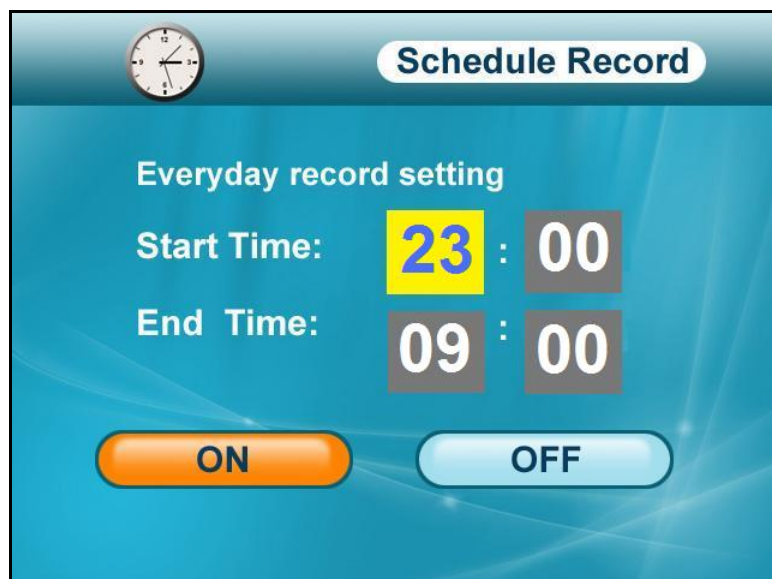 Schedule Record
Everyday record setting
Start Time: 23 : 00
End Time: 09 : 00
ON OFF